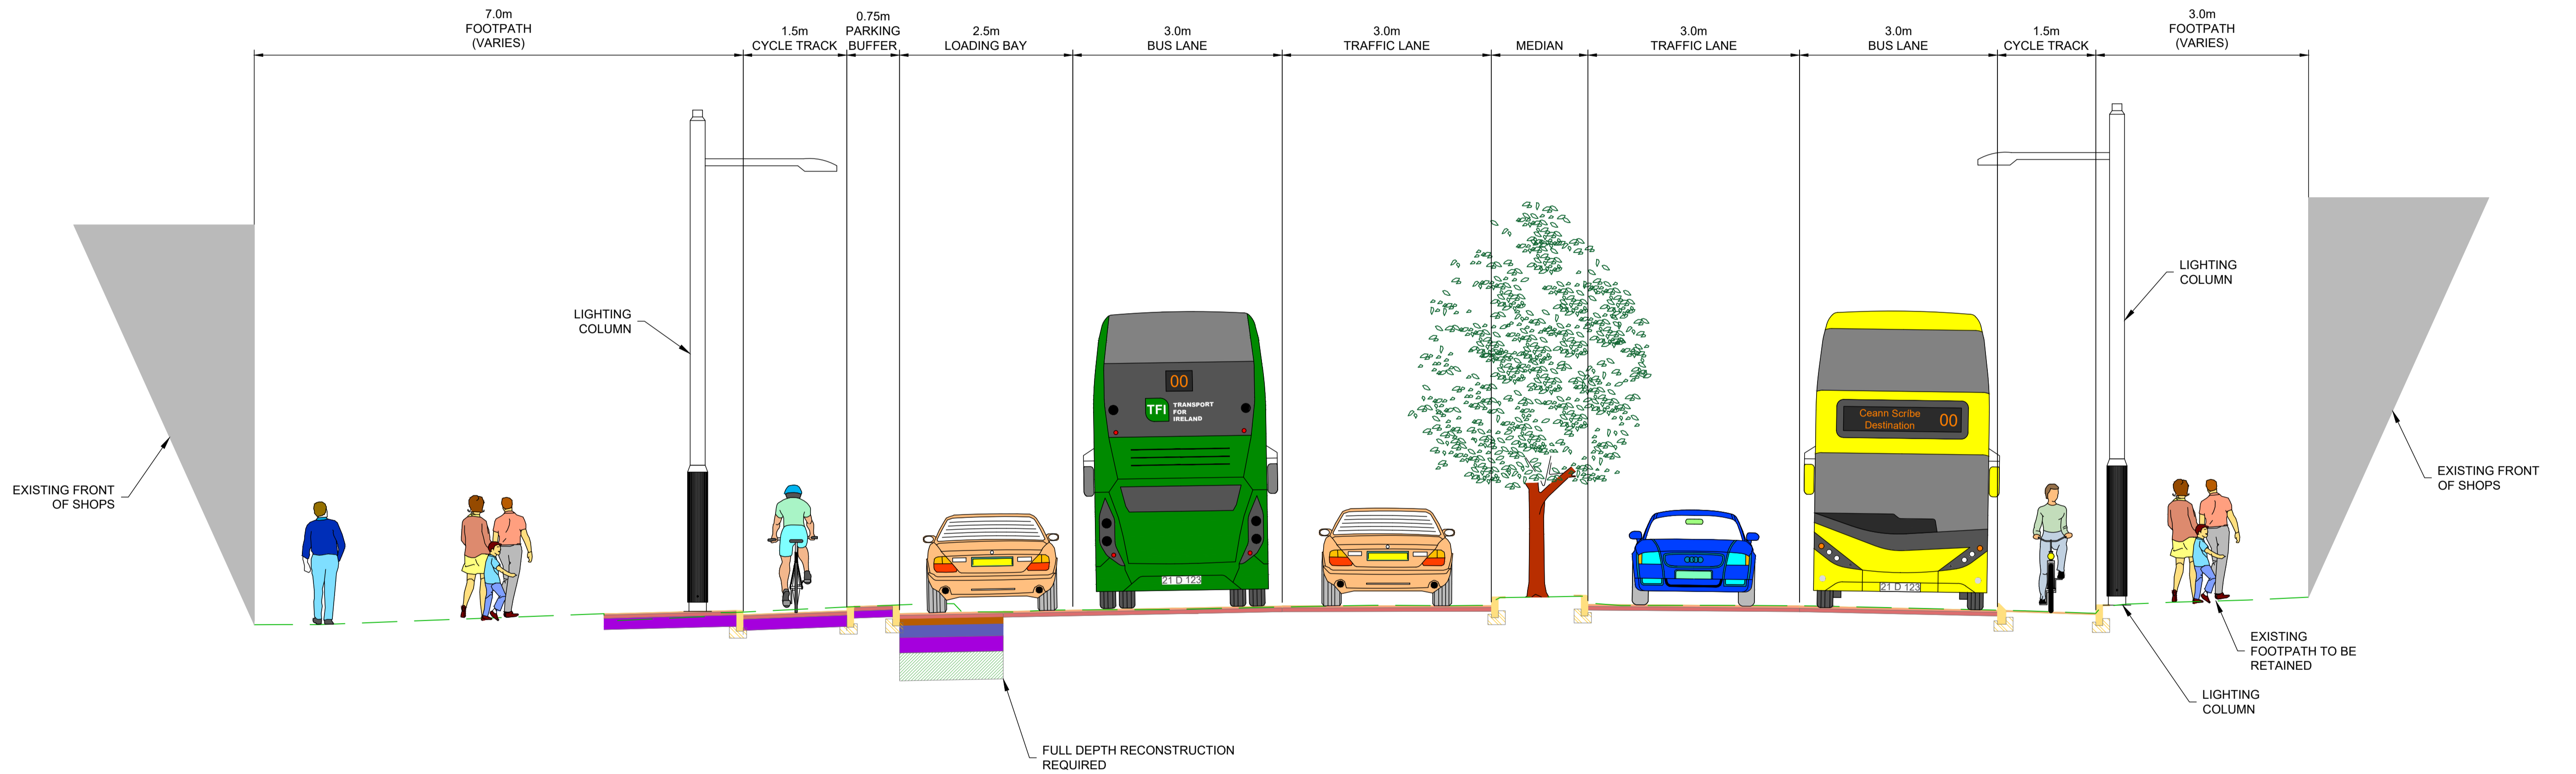 7.0m
FOOTPATH
(VARIES)
1.5m
CYCLE TRACK
0.75m
PARKING
BUFFER
2.5m
LOADING BAY
3.0m
BUS LANE
3.0m
TRAFFIC LANE
MEDIAN
3.0m
TRAFFIC LANE
3.0m
BUS LANE
1.5m
CYCLE TRACK
3.0m
FOOTPATH
(VARIES)
LIGHTING
COLUMN
LIGHTING
COLUMN
00
TFI
TRANSPORT
FOR
IRELAND
Ceann Scríbe
Destination
00
EXISTING FRONT
OF SHOPS
EXISTING FRONT
OF SHOPS
21 D 123
21 D 123
EXISTING
FOOTPATH TO BE
RETAINED
LIGHTING
COLUMN
FULL DEPTH RECONSTRUCTION
REQUIRED